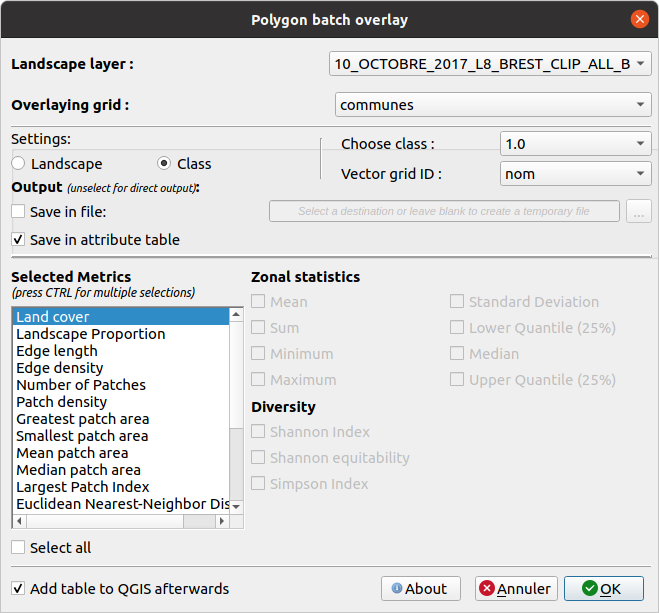 Polygon batch overlay
Landscape layer :
10_OCTOBRE_2017_L8_BREST_CLIP_ALL_B
Overlaying grid :
communes
Settings:
Landscape
Class
Choose class :
1.0
Vector grid ID :
nom
Output (unselect for direct output):
Save in file:
Select a destination or leave blank to create a temporary file
...
Save in attribute table
Selected Metrics
(press CTRL for multiple selections)
Land cover
Landscape Proportion
Edge length
Edge density
Number of Patches
Patch density
Greatest patch area
Smallest patch area
Mean patch area
Median patch area
Largest Patch Index
Euclidean Nearest-Neighbor Dis
Select all
Zonal statistics
Mean
Standard Deviation
Sum
Lower Quantile (25%)
Minimum
Median
Maximum
Upper Quantile (25%)
Diversity
Shannon Index
Shannon equitability
Simpson Index
Add table to QGIS afterwards
About
Annuler
OK